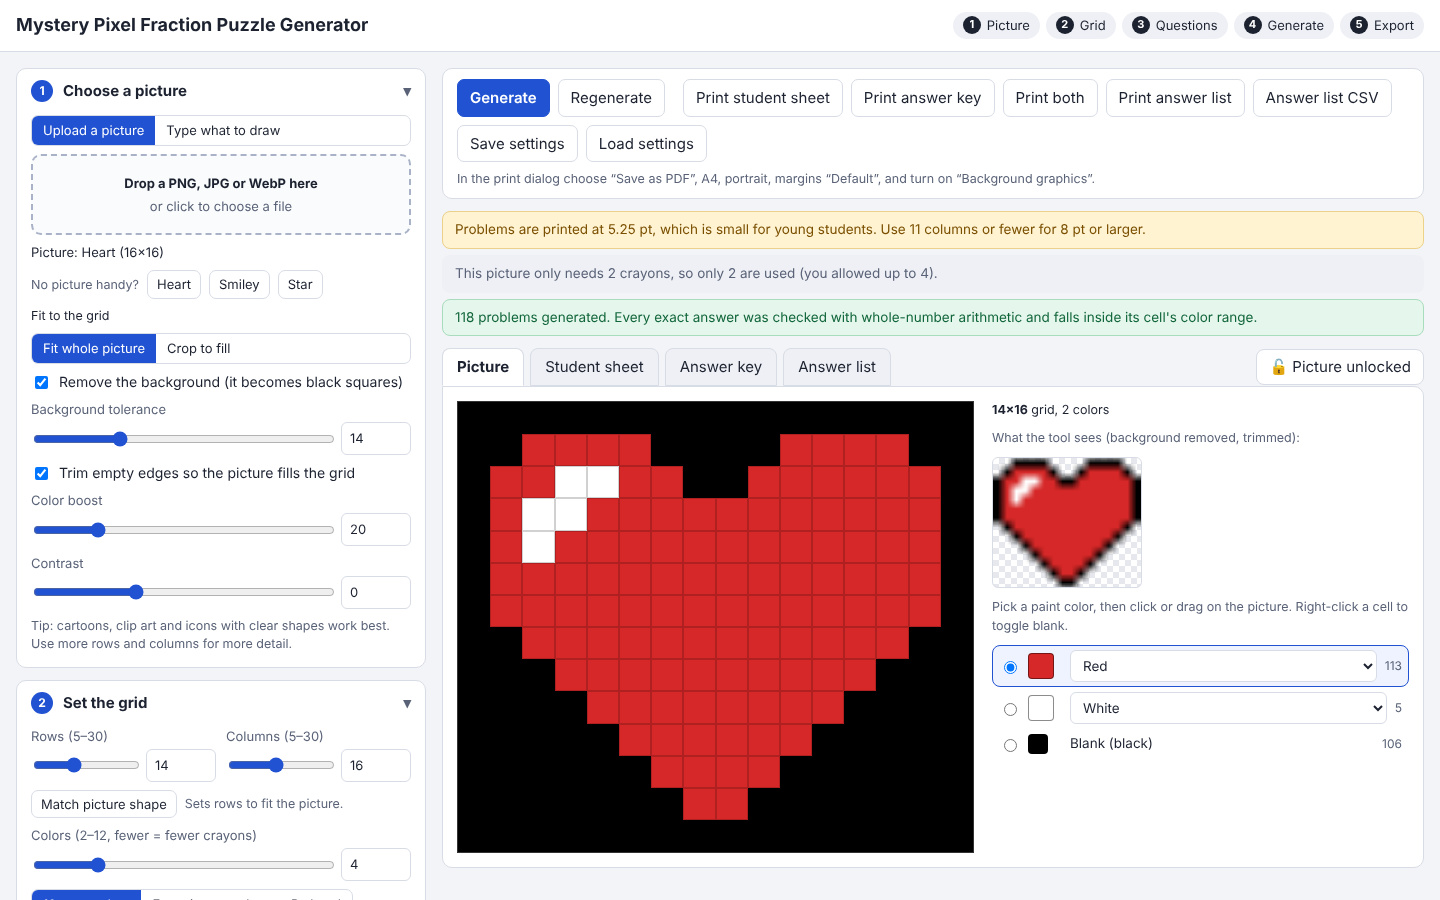 Mystery Pixel Fraction Puzzle Generator
1 Picture
2 Grid
3 Questions
4 Generate
5 Export
1 Choose a picture
Upload a picture Type what to draw
Drop a PNG, JPG or WebP here
or click to choose a file
Picture: Heart (16×16)
No picture handy? Heart Smiley Star
Fit to the grid
Fit whole picture Crop to fill
Remove the background (it becomes black squares)
Background tolerance
14
Trim empty edges so the picture fills the grid
Color boost
20
Contrast
0
Tip: cartoons, clip art and icons with clear shapes work best.
Use more rows and columns for more detail.
2 Set the grid
Rows (5–30) Columns (5–30)
14 16
Match picture shape Sets rows to fit the picture.
Colors (2–12, fewer = fewer crayons)
4
Generate Regenerate Print student sheet Print answer key Print both Print answer list Answer list CSV
Save settings Load settings
In the print dialog choose “Save as PDF”, A4, portrait, margins “Default”, and turn on “Background graphics”.
Problems are printed at 5.25 pt, which is small for young students. Use 11 columns or fewer for 8 pt or larger.
This picture only needs 2 crayons, so only 2 are used (you allowed up to 4).
118 problems generated. Every exact answer was checked with whole-number arithmetic and falls inside its cell's color range.
Picture Student sheet Answer key Answer list 🔓 Picture unlocked
14×16 grid, 2 colors
What the tool sees (background removed, trimmed):
Pick a paint color, then click or drag on the picture. Right-click a cell to
toggle blank.
Red 113
White 5
Blank (black) 106